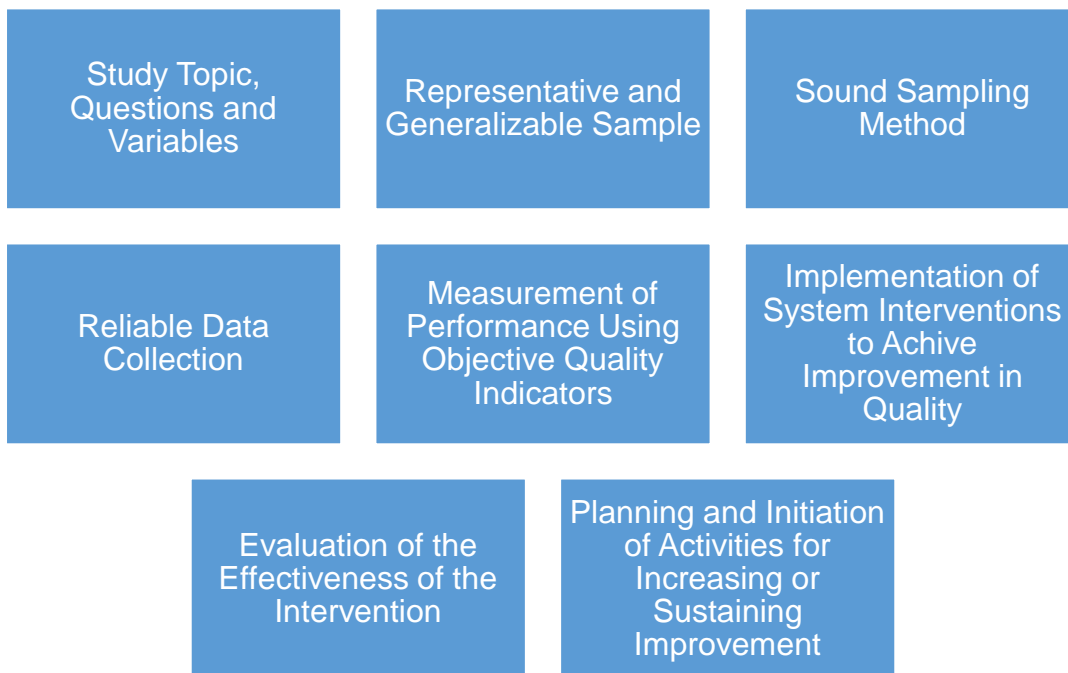 Study Topic,
Questions and
Variables
Representative and
Generalizable Sample
Sound Sampling
Method
Reliable Data
Collection
Measurement of
Performance Using
Objective Quality
Indicators
Implementation of
System Interventions
to Achive
Improvement in
Quality
Evaluation of the
Effectiveness of the
Intervention
Planning and Initiation
of Activities for
Increasing or
Sustaining
Improvement